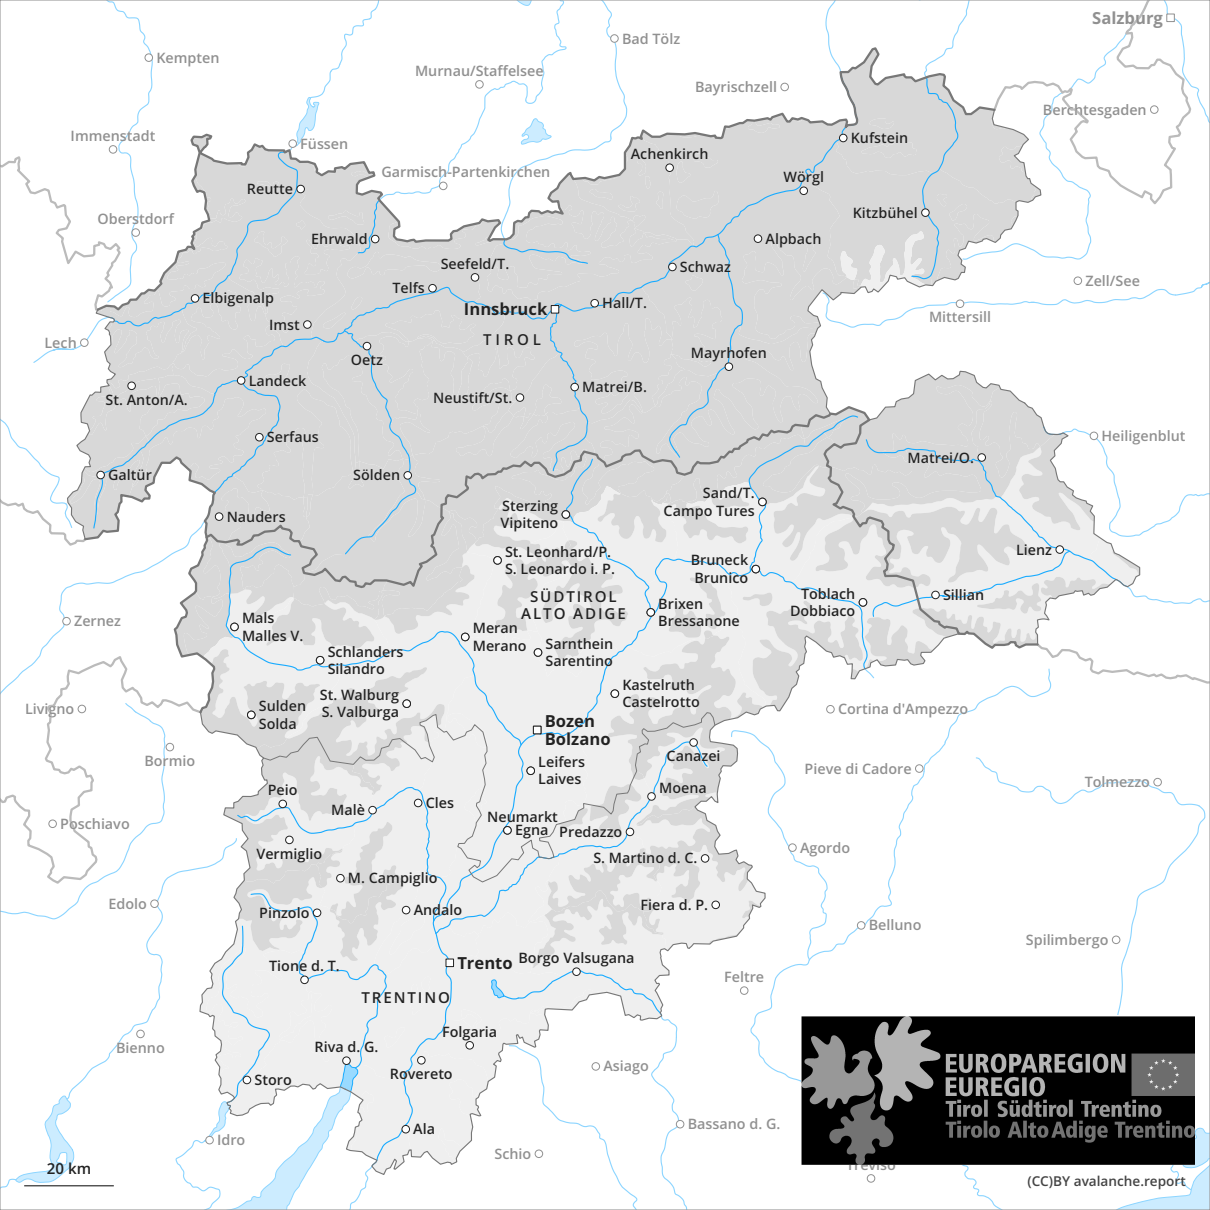 Salzburg
Bad Tölz
Kempten
Murnau/Staffelsee
Bayrischzell
Berchtesgaden
Immenstadt
Füssen
Kufstein
Achenkirch
Garmisch-Partenkirchen
Wörgl
Reutte
Oberstdorf
Kitzbühel
Ehrwald
Alpbach
Seefeld/T.
Schwaz
Zell/See
Telfs
Elbigenalp
Hall/T.
Innsbruck
Mittersill
Imst
TIROL
Lech
Oetz
Mayrhofen
Landeck
Matrei/B.
St. Anton/A.
Neustift/St.
Serfaus
Heiligenblut
Matrei/O.
Galtür
Sölden
Sand/T.
Campo Tures
Sterzing
Vipiteno
Nauders
St. Leonhard/P.
S. Leonardo i. P.
Lienz
Bruneck
Brunico
SÜDTIROL
ALTO ADIGE
Toblach
Dobbiaco
Sillian
Brixen
Bressanone
Zernez
Mals
Malles V.
Meran
Merano
Sarnthein
Sarentino
Schlanders
Silandro
Kastelruth
Castelrotto
St. Walburg
S. Valburga
Livigno
Sulden
Solda
Cortina d'Ampezzo
Bozen
Bolzano
Bormio
Canazei
Leifers
Laives
Pieve di Cadore
Tolmezzo
Peio
Moena
Malè
Cles
Neumarkt
Egna
Predazzo
Poschiavo
Vermiglio
Agordo
S. Martino d. C.
M. Campiglio
Edolo
Pinzolo
Andalo
Fiera d. P.
Belluno
Spilimbergo
Borgo Valsugana
Trento
Tione d. T.
Feltre
TRENTINO
Folgaria
Bienno
Riva d. G.
Rovereto
Asiago
Storo
EUROPAREGION
EUREGIO
Tirol Südtirol Trentino
Tirolo Alto Adige Trentino
Bassano d. G.
Ala
Idro
Schio
Treviso
20 km
(CC)BY avalanche.report